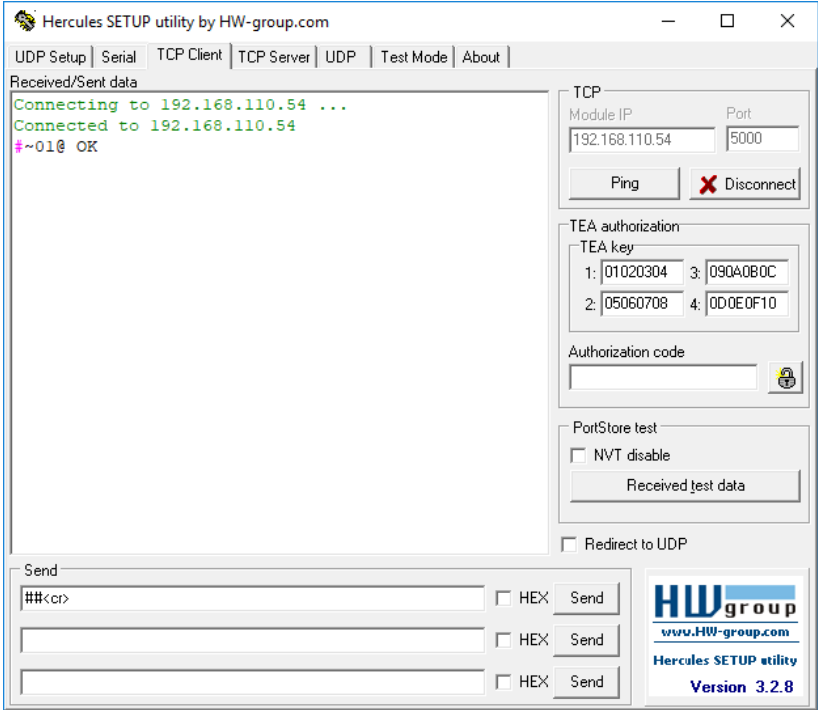 Hercules SETUP utility by HW-group.com
UDP Setup Serial TCP Client TCP Server UDP Test Mode About
Received/Sent data
Connecting to 192.168.110.54 ...
Connected to 192.168.110.54
#~01@ OK
TCP
Module IP Port
192.168.110.54 5000
Ping Disconnect
TEA authorization
TEA key
1: 01020304 3: 090A0B0C
2: 05060708 4: 0D0E0F10
Authorization code
PortStore test
NVT disable
Received test data
Redirect to UDP
Send
##<cr> HEX Send
HEX Send
HEX Send
HW group
www.HW-group.com
Hercules SETUP utility
Version 3.2.8